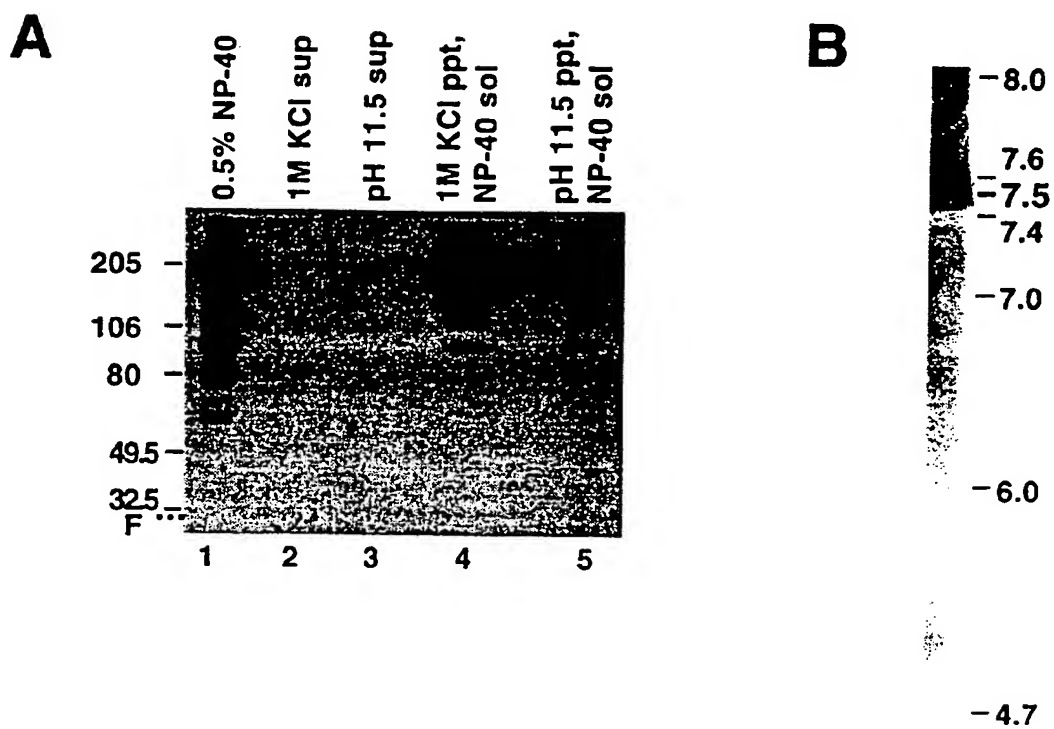 A
0.5% NP-40
1M KCl sup
pH 11.5 sup
1M KCl ppt,
NP-40 sol
pH 11.5 ppt,
NP-40 sol
205
106
80
49.5
32.5
F
1 2 3 4 5
B
8.0
7.6
7.5
7.4
7.0
6.0
4.7